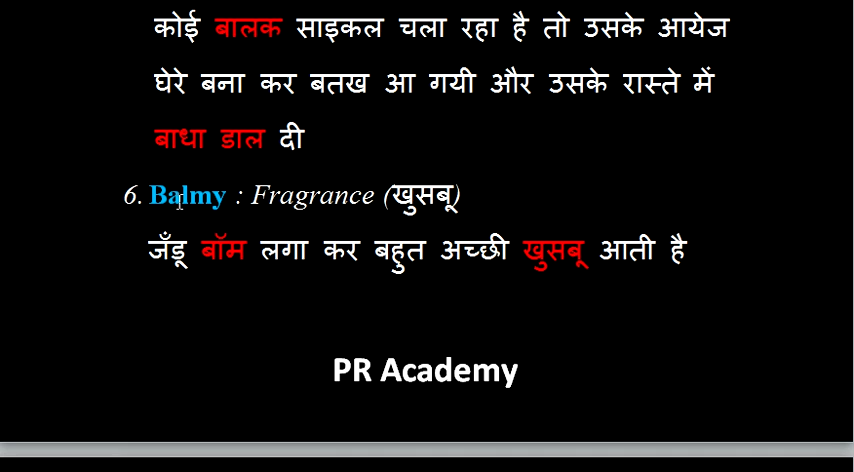 कोई बालक साइकल चला रहा है तो उसके आयेज
घेरे बना कर बतख आ गयी और उसके रास्ते में
बाधा डाल दी
6. Balmy : Fragrance (खुसबू)
जँडू बॉम लगा कर बहुत अच्छी खुसबू आती है
PR Academy